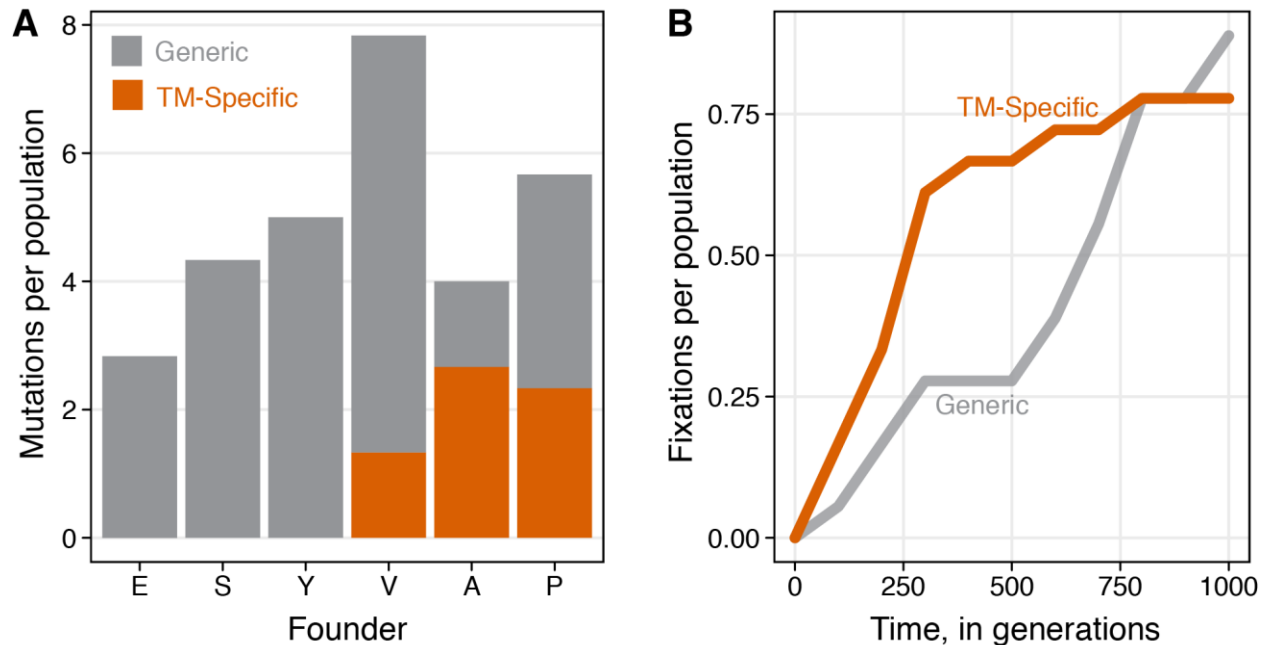 A
Mutations per population
8
6
4
2
0
Generic
TM-Specific
E S Y V A P
Founder
B
Fixations per population
0.75
0.50
0.25
0.00
TM-Specific
Generic
0 250 500 750 1000
Time, in generations